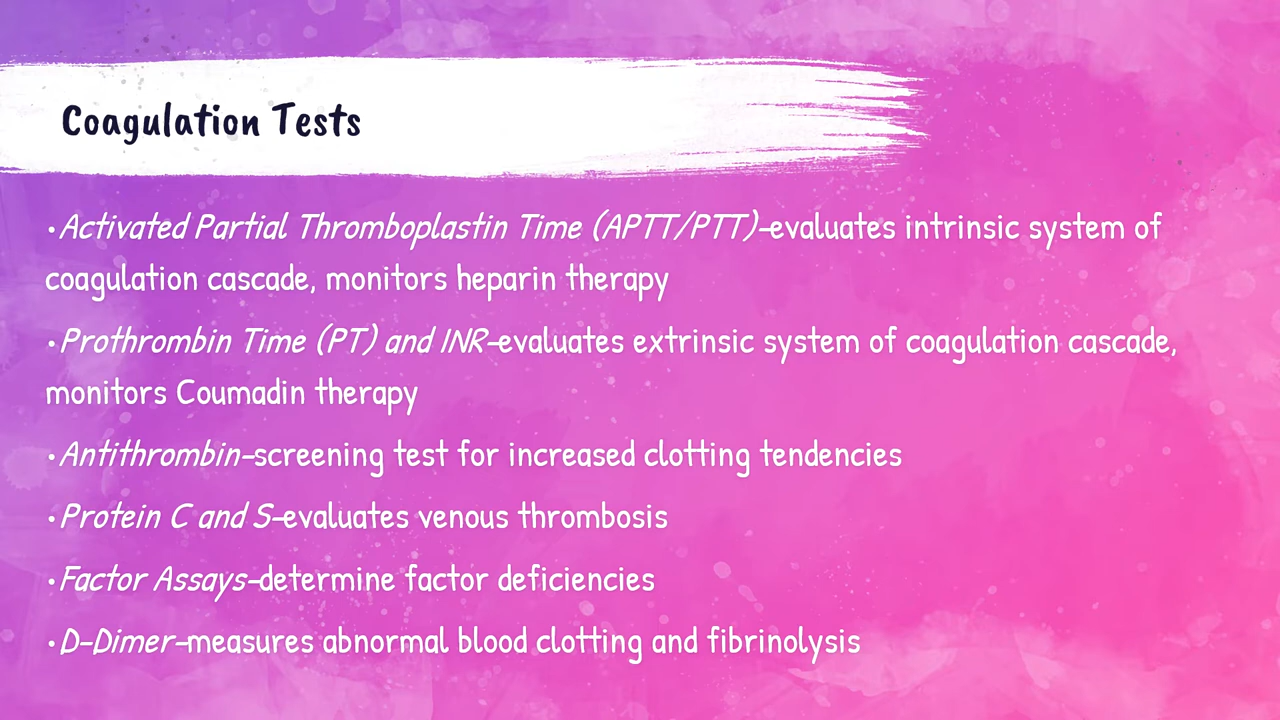 Coagulation Tests
•Activated Partial Thromboplastin Time (APTT/PTT)-evaluates intrinsic system of
coagulation cascade, monitors heparin therapy
•Prothrombin Time (PT) and INR-evaluates extrinsic system of coagulation cascade,
monitors Coumadin therapy
•Antithrombin-screening test for increased clotting tendencies
•Protein C and S-evaluates venous thrombosis
•Factor Assays-determine factor deficiencies
•D-Dimer-measures abnormal blood clotting and fibrinolysis